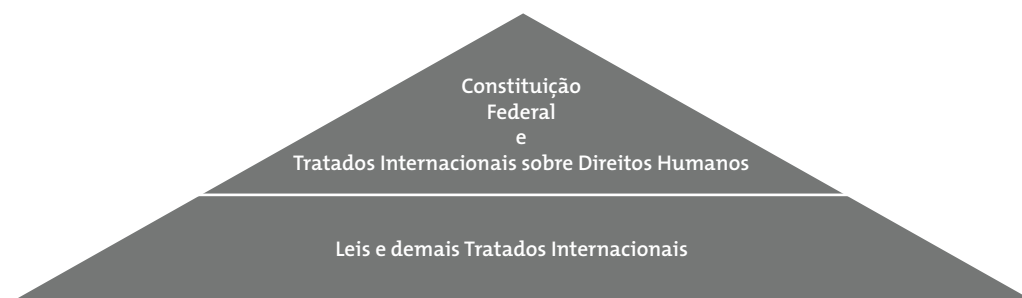 Constituição
Federal
e
Tratados Internacionais sobre Direitos Humanos
Leis e demais Tratados Internacionais